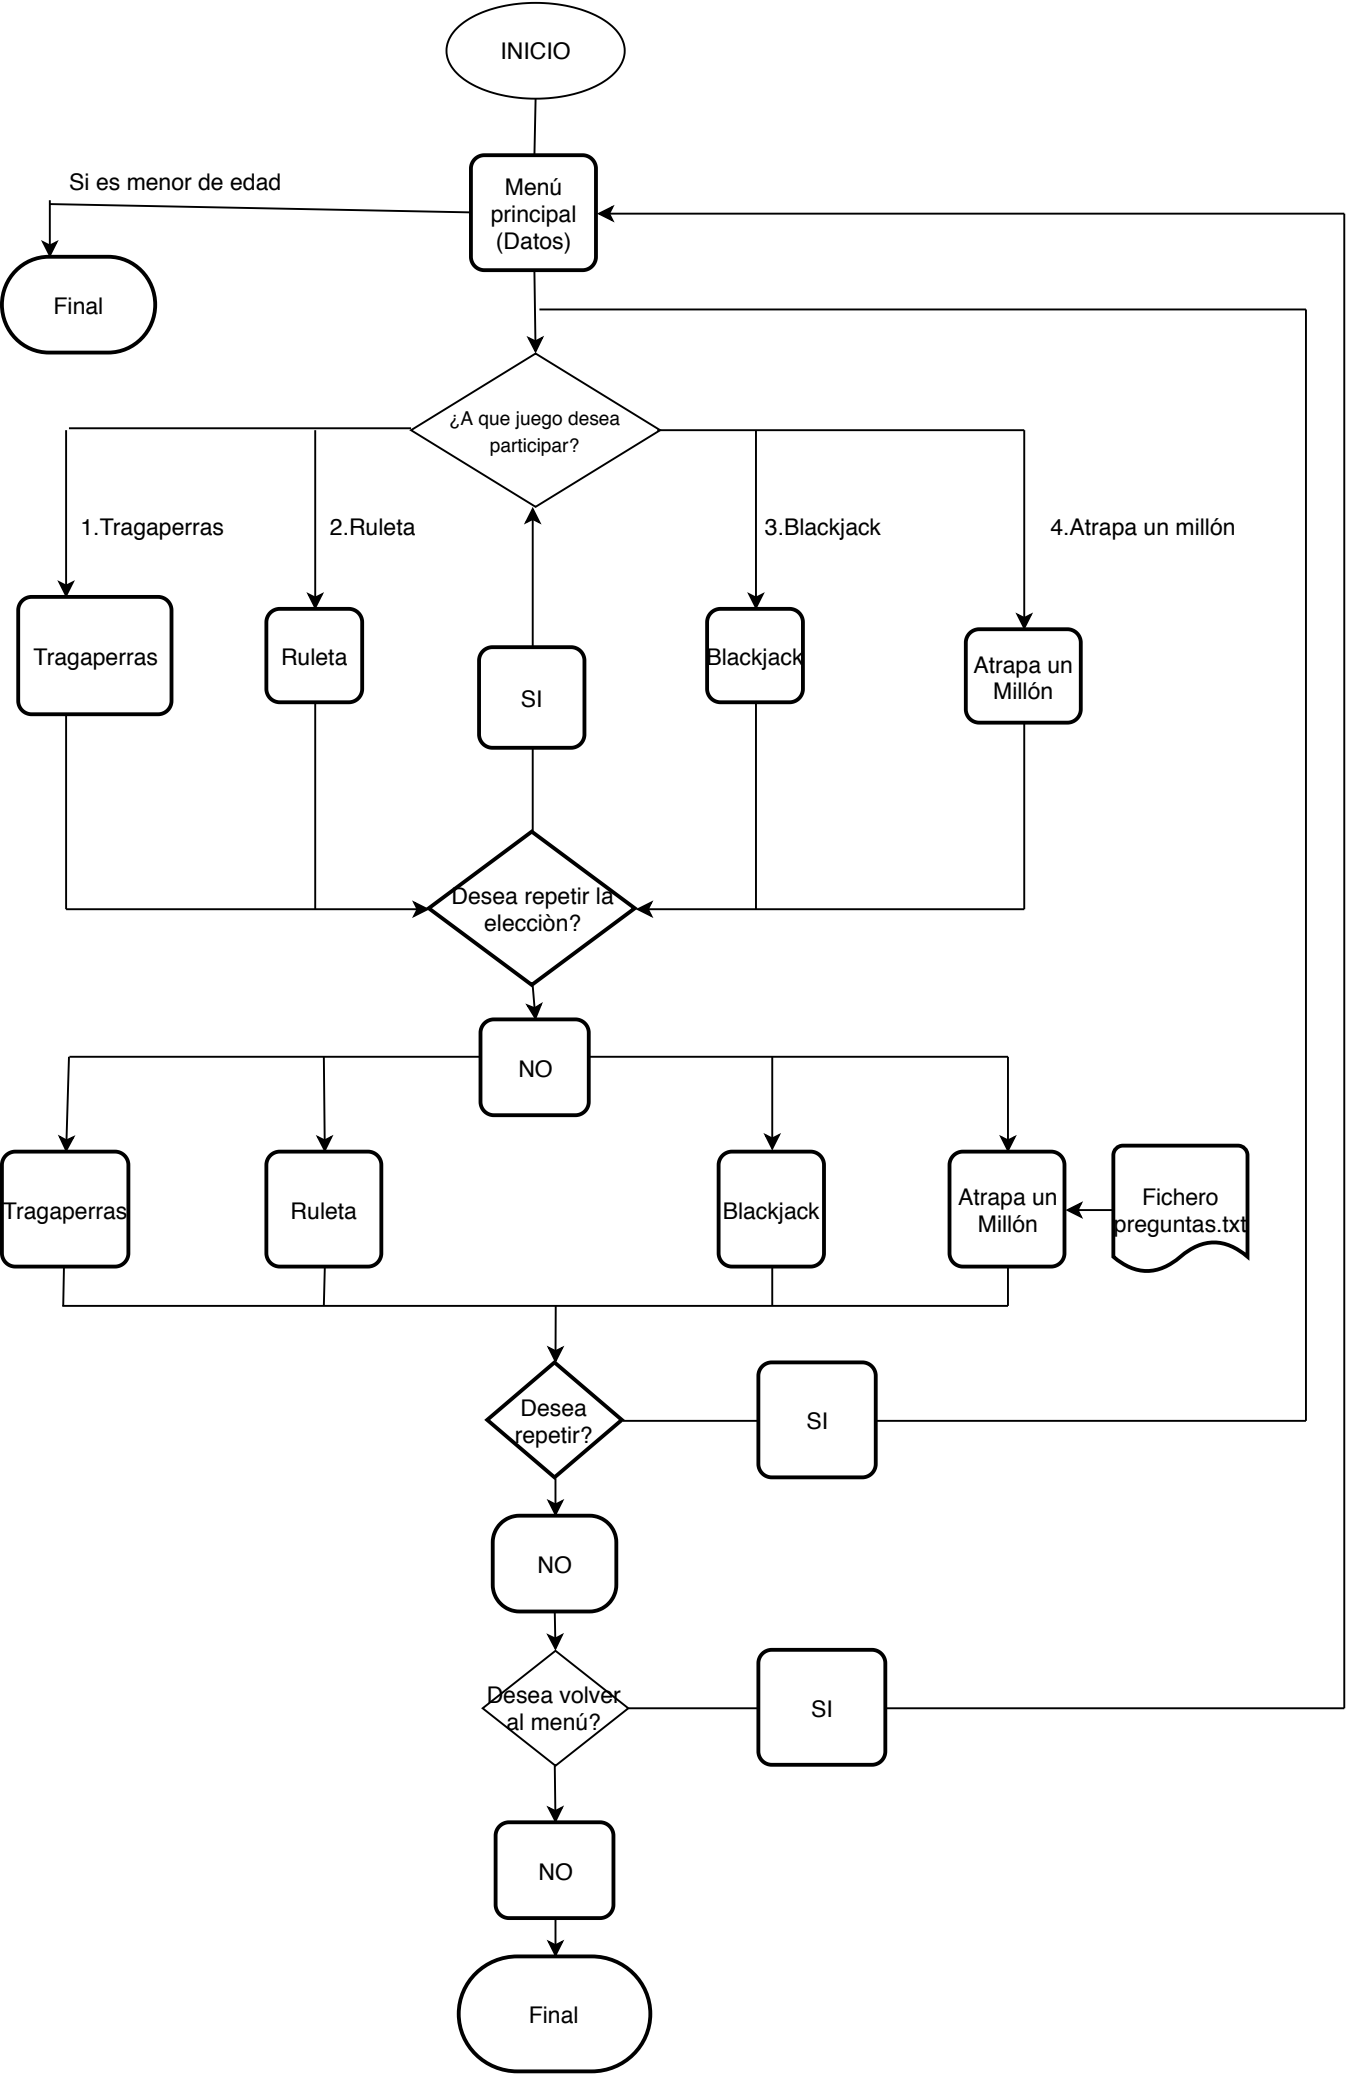 INICIO
Si es menor de edad
Menú
principal
(Datos)
Final
¿A que juego desea
participar?
1.Tragaperras
2.Ruleta
3.Blackjack
4.Atrapa un millón
Tragaperras
Ruleta
SI
Blackjack
Atrapa un
Millón
Desea repetir la
elecciòn?
NO
Tragaperras
Ruleta
Blackjack
Atrapa un
Millón
Fichero
preguntas.txt
Desea
repetir?
SI
NO
Desea volver
al menú?
SI
NO
Final